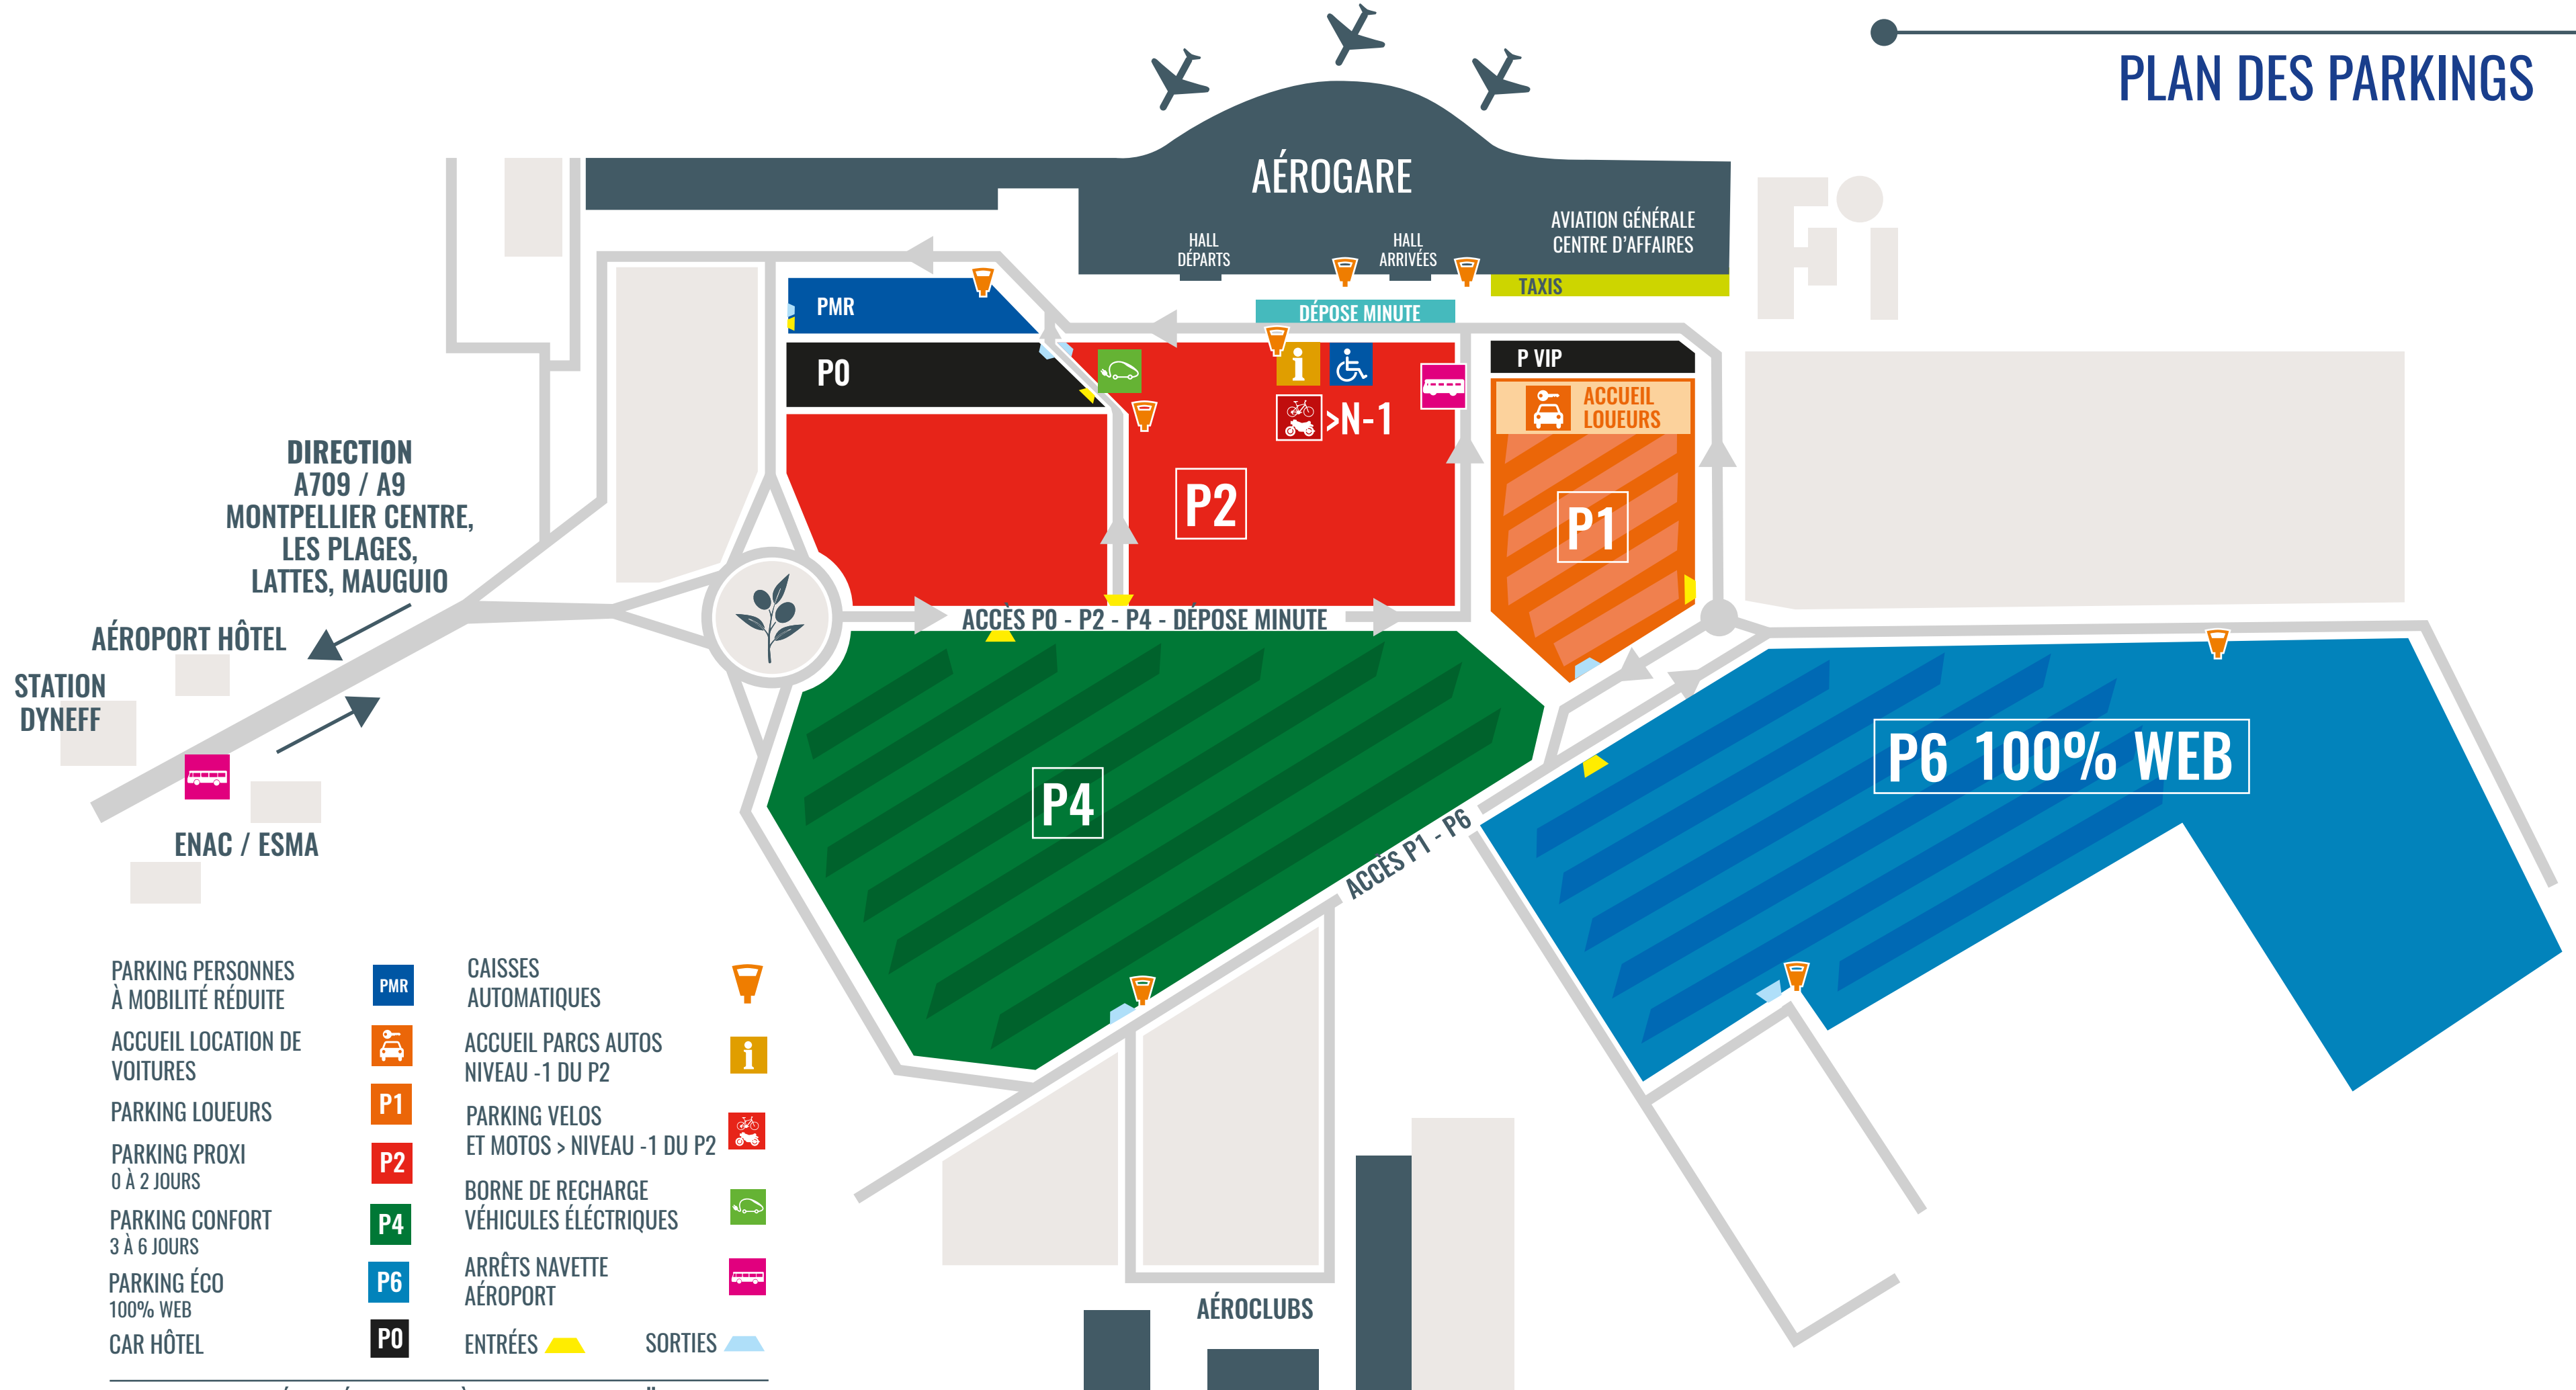 PLAN DES PARKINGS
AÉROGARE
AVIATION GÉNÉRALE
CENTRE D'AFFAIRES
HALL
DÉPARTS
HALL
ARRIVÉES
TAXIS
DÉPOSE MINUTE
PMR
P0
P VIP
i
ACCUEIL
LOUEURS
>N-1
P2
P1
DIRECTION
A709 / A9
MONTPELLIER CENTRE,
LES PLAGES,
LATTES, MAUGUIO
ACCÈS P0 - P2 - P4 - DÉPOSE MINUTE
AÉROPORT HÔTEL
STATION
DYNEFF
ENAC / ESMA
P4
P6 100% WEB
ACCÈS P1 - P6
PARKING PERSONNES
À MOBILITÉ RÉDUITE
PMR
ACCUEIL LOCATION DE
VOITURES
PARKING LOUEURS
P1
PARKING PROXI
0 À 2 JOURS
P2
PARKING CONFORT
3 À 6 JOURS
P4
PARKING ÉCO
100% WEB
P6
CAR HÔTEL
P0
CAISSES
AUTOMATIQUES
ACCUEIL PARCS AUTOS
NIVEAU -1 DU P2
i
PARKING VELOS
ET MOTOS > NIVEAU -1 DU P2
BORNE DE RECHARGE
VÉHICULES ÉLÉCTRIQUES
ARRÊTS NAVETTE
AÉROPORT
ENTRÉES
SORTIES
AÉROCLUBS